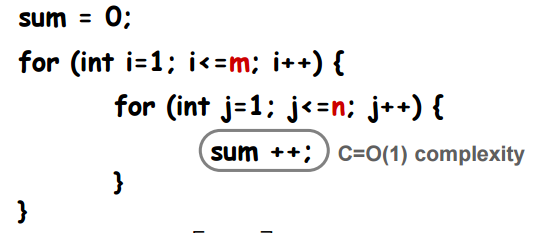 sum = 0;
for (int i=1; i<=m; i++) {
for (int j=1; j<=n; j++) {
sum ++; C=O(1) complexity
}
}